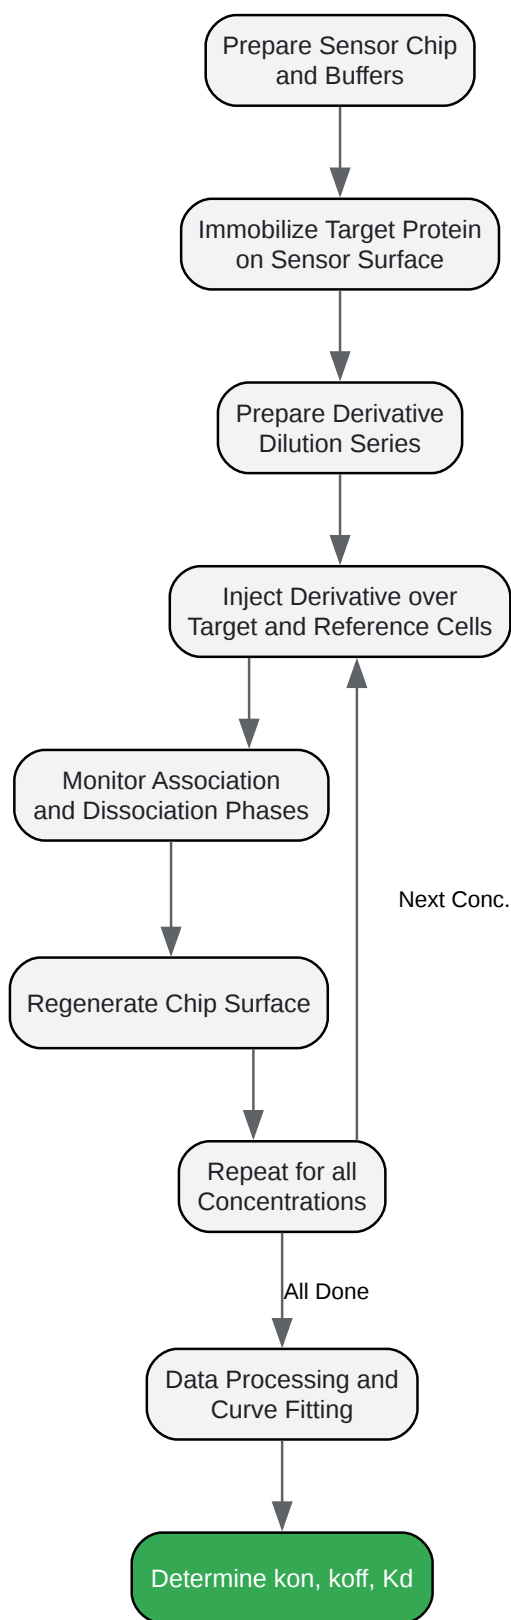 Prepare Sensor Chip
and Buffers
Immobilize Target Protein
on Sensor Surface
Prepare Derivative
Dilution Series
Inject Derivative over
Target and Reference Cells
Monitor Association
and Dissociation Phases
Next Conc.
Regenerate Chip Surface
Repeat for all
Concentrations
All Done
Data Processing and
Curve Fitting
Determine kon, koff, Kd